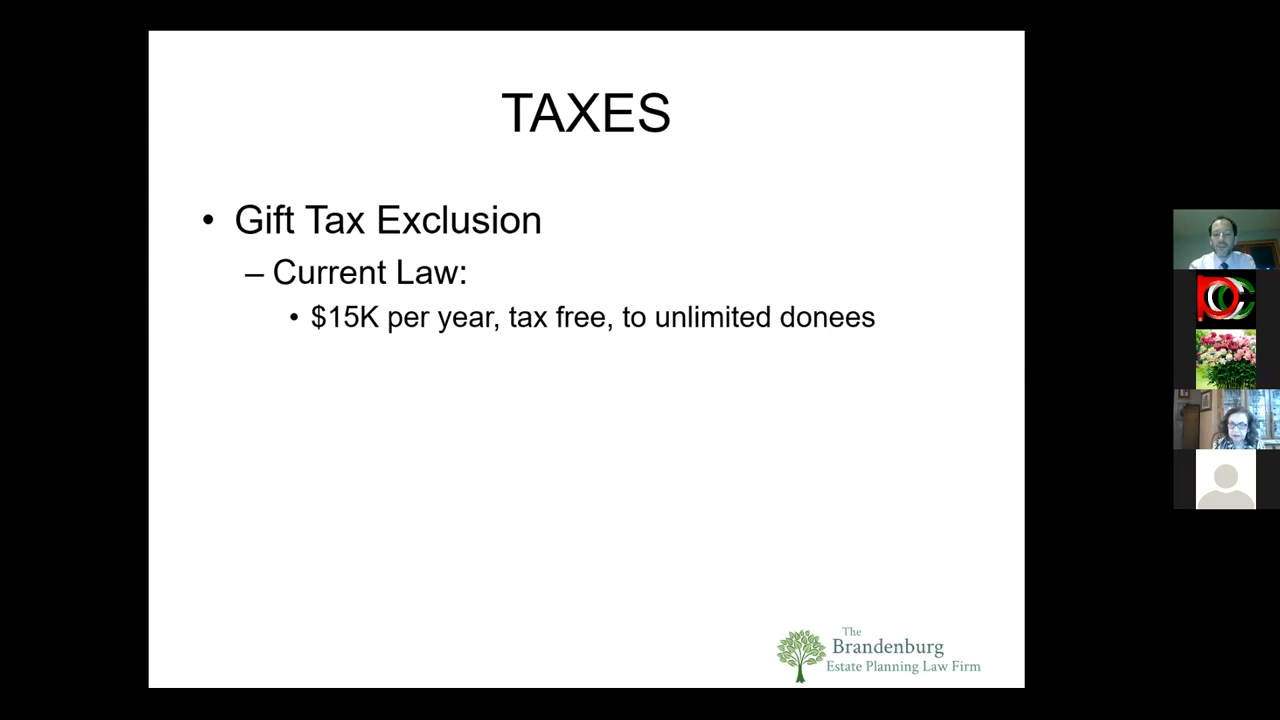 TAXES
• Gift Tax Exclusion
– Current Law:
• $15K per year, tax free, to unlimited donees
The
Brandenburg
Estate Planning Law Firm